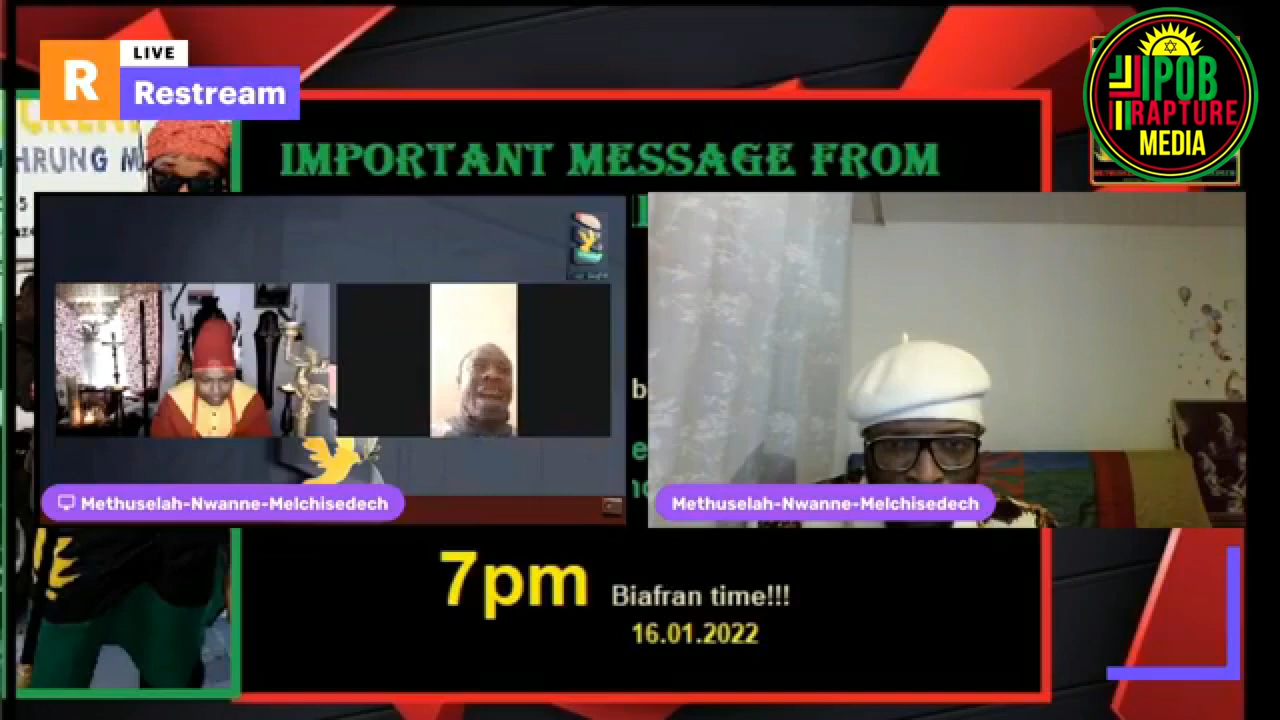 R
LIVE
Restream
IPOB
RAPTURE
MEDIA
HRUNG M
IMPORTANT MESSAGE FROM
Methuselah-Nwanne-Melchisedech
Methuselah-Nwanne-Melchisedech
7pm Biafran time!!!
16.01.2022